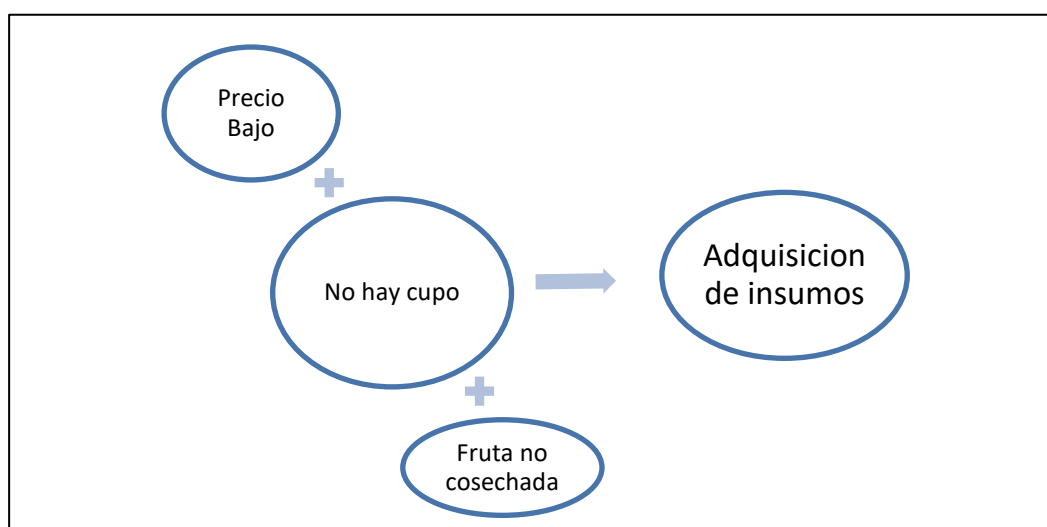 Precio
Bajo
No hay cupo
Adquisicion
de insumos
Fruta no
cosechada